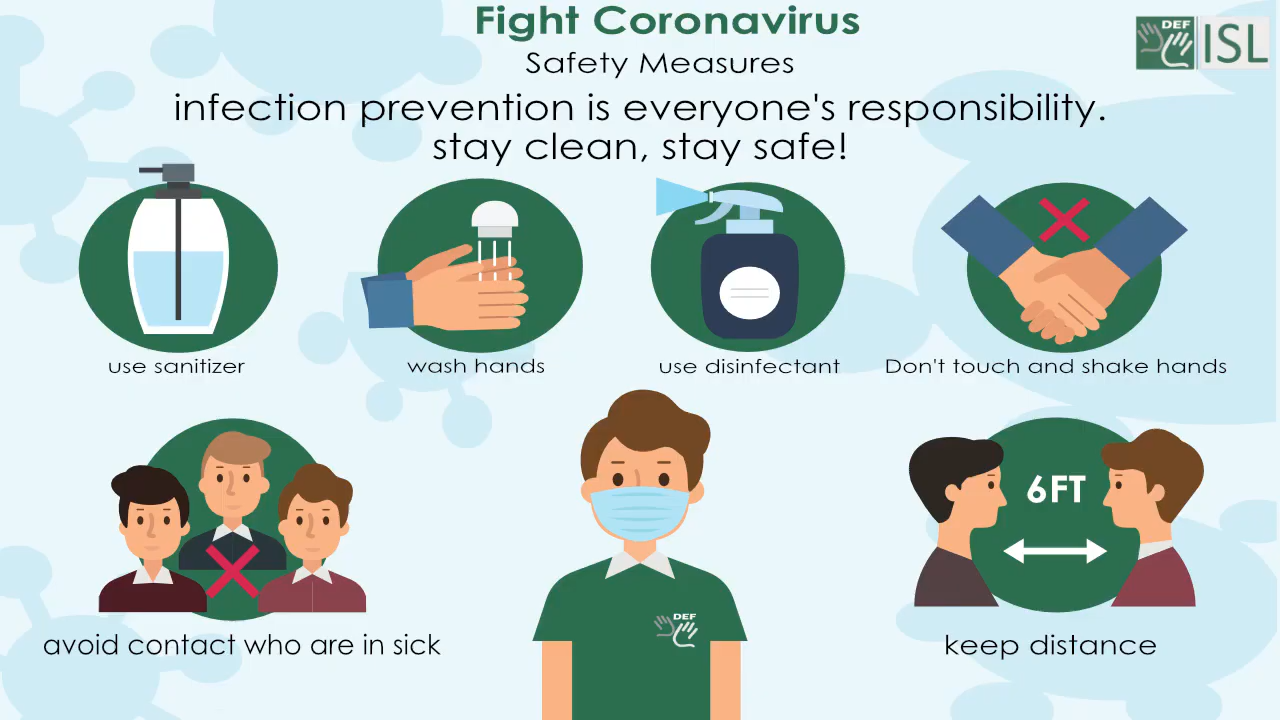 Fight Coronavirus
DEF
ISL
Safety Measures
infection prevention is everyone's responsibility.
stay clean, stay safe!
use sanitizer
wash hands
use disinfectant
Don't touch and shake hands
6FT
DEF
avoid contact who are in sick
keep distance